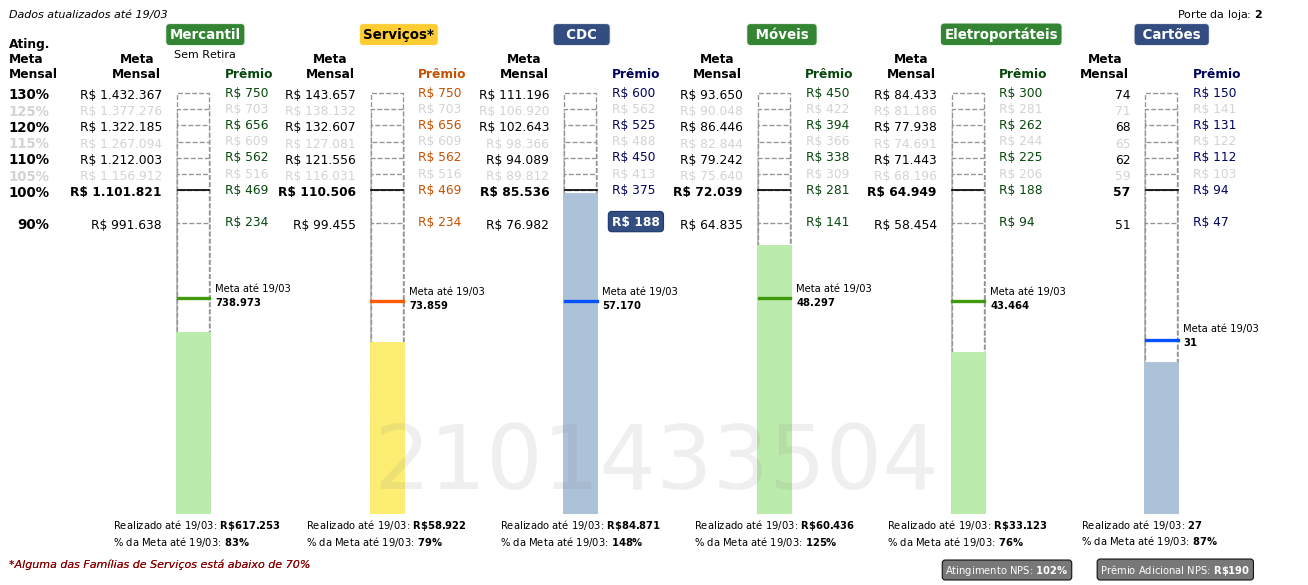 Dados atualizados até 19/03
Porte da loja: 2
Mercantil Serviços* CDC Móveis Eletroportáteis Cartões
Sem Retira
Ating. Meta Mensal
Meta Mensal Prêmio Meta Mensal Prêmio Meta Mensal Prêmio Meta Mensal Prêmio Meta Mensal Prêmio Meta Mensal Prêmio
130% R$ 1.432.367 R$ 750 R$ 143.657 R$ 750 R$ 111.196 R$ 600 R$ 93.650 R$ 450 R$ 84.433 R$ 300 74 R$ 150
125% R$ 1.377.276 R$ 703 R$ 138.132 R$ 703 R$ 106.920 R$ 562 R$ 90.048 R$ 422 R$ 81.186 R$ 281 71 R$ 141
120% R$ 1.322.185 R$ 656 R$ 132.607 R$ 656 R$ 102.643 R$ 525 R$ 86.446 R$ 394 R$ 77.938 R$ 262 68 R$ 131
115% R$ 1.267.094 R$ 609 R$ 127.081 R$ 609 R$ 98.366 R$ 488 R$ 82.844 R$ 366 R$ 74.691 R$ 244 65 R$ 122
110% R$ 1.212.003 R$ 562 R$ 121.556 R$ 562 R$ 94.089 R$ 450 R$ 79.242 R$ 338 R$ 71.443 R$ 225 62 R$ 112
105% R$ 1.156.912 R$ 516 R$ 116.031 R$ 516 R$ 89.812 R$ 413 R$ 75.640 R$ 309 R$ 68.196 R$ 206 59 R$ 103
100% R$ 1.101.821 R$ 469 R$ 110.506 R$ 469 R$ 85.536 R$ 375 R$ 72.039 R$ 281 R$ 64.949 R$ 188 57 R$ 94
90% R$ 991.638 R$ 234 R$ 99.455 R$ 234 R$ 76.982 R$ 188 R$ 64.835 R$ 141 R$ 58.454 R$ 94 51 R$ 47
Meta até 19/03 Meta até 19/03 Meta até 19/03 Meta até 19/03 Meta até 19/03
738.973 73.859 57.170 48.297 43.464
Meta até 19/03
31
2101433504
Realizado até 19/03: R$617.253 Realizado até 19/03: R$58.922 Realizado até 19/03: R$84.871 Realizado até 19/03: R$60.436 Realizado até 19/03: R$33.123 Realizado até 19/03: 27
% da Meta até 19/03: 83% % da Meta até 19/03: 79% % da Meta até 19/03: 148% % da Meta até 19/03: 125% % da Meta até 19/03: 76% % da Meta até 19/03: 87%
*Alguma das Famílias de Serviços está abaixo de 70%
Atingimento NPS: 102% Prêmio Adicional NPS: R$190